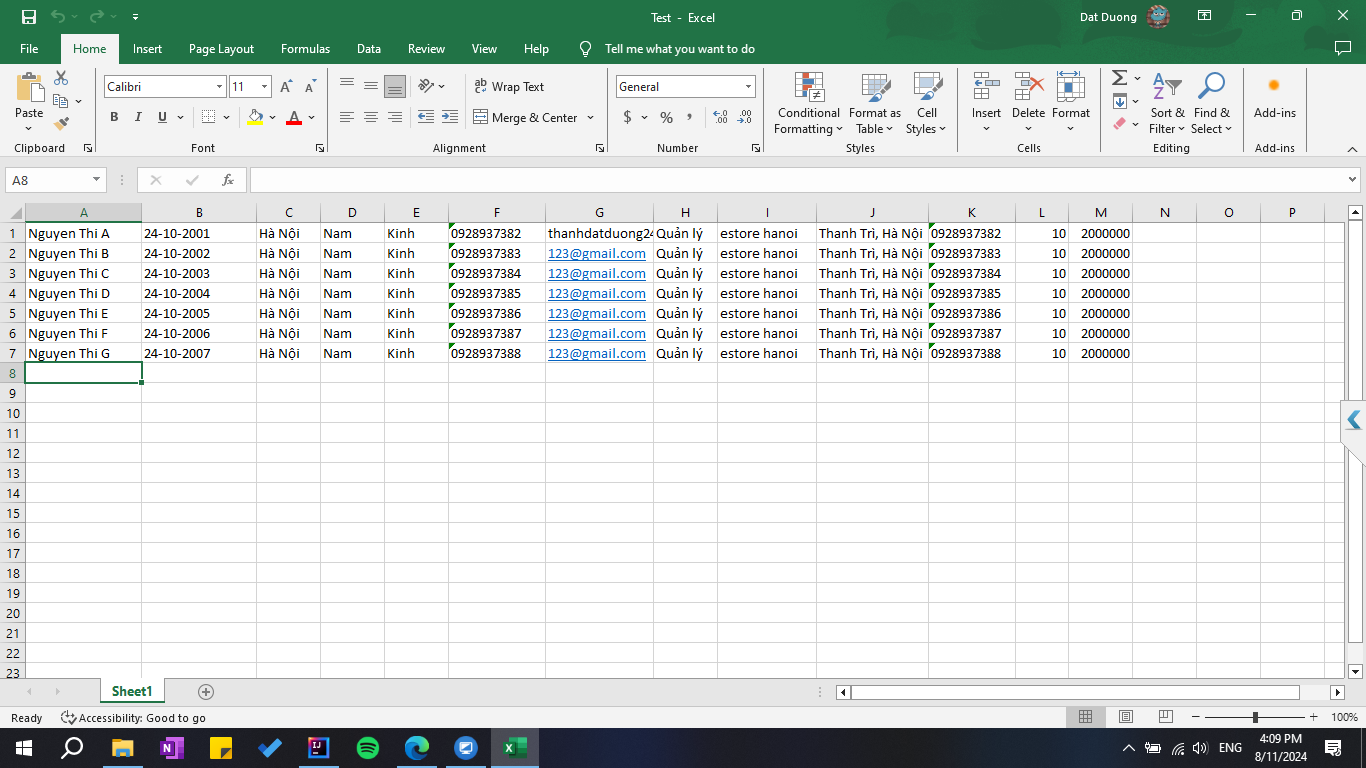 Test - Excel
Dat Duong
File Home Insert Page Layout Formulas Data Review View Help Tell me what you want to do
Calibri 11 Wrap Text General
Paste Conditional Formatting Format as Table Cell Styles Insert Delete Format Sort & Filter Find & Select Add-ins
B I U A Merge & Center $ % ,
Clipboard Font Alignment Number Styles Cells Editing Add-ins
A8 fx
A B C D E F G H I J K L M N O P
1 Nguyen Thi A 24-10-2001 Hà Nội Nam Kinh 0928937382 thanhdatduong24 Quản lý estore hanoi Thanh Trì, Hà Nội 0928937382 10 2000000
2 Nguyen Thi B 24-10-2002 Hà Nội Nam Kinh 0928937383 123@gmail.com Quản lý estore hanoi Thanh Trì, Hà Nội 0928937383 10 2000000
3 Nguyen Thi C 24-10-2003 Hà Nội Nam Kinh 0928937384 123@gmail.com Quản lý estore hanoi Thanh Trì, Hà Nội 0928937384 10 2000000
4 Nguyen Thi D 24-10-2004 Hà Nội Nam Kinh 0928937385 123@gmail.com Quản lý estore hanoi Thanh Trì, Hà Nội 0928937385 10 2000000
5 Nguyen Thi E 24-10-2005 Hà Nội Nam Kinh 0928937386 123@gmail.com Quản lý estore hanoi Thanh Trì, Hà Nội 0928937386 10 2000000
6 Nguyen Thi F 24-10-2006 Hà Nội Nam Kinh 0928937387 123@gmail.com Quản lý estore hanoi Thanh Trì, Hà Nội 0928937387 10 2000000
7 Nguyen Thi G 24-10-2007 Hà Nội Nam Kinh 0928937388 123@gmail.com Quản lý estore hanoi Thanh Trì, Hà Nội 0928937388 10 2000000
8
9
10
11
12
13
14
15
16
17
18
19
20
21
22
23
Sheet1
Ready Accessibility: Good to go 100%
ENG 4:09 PM
8/11/2024